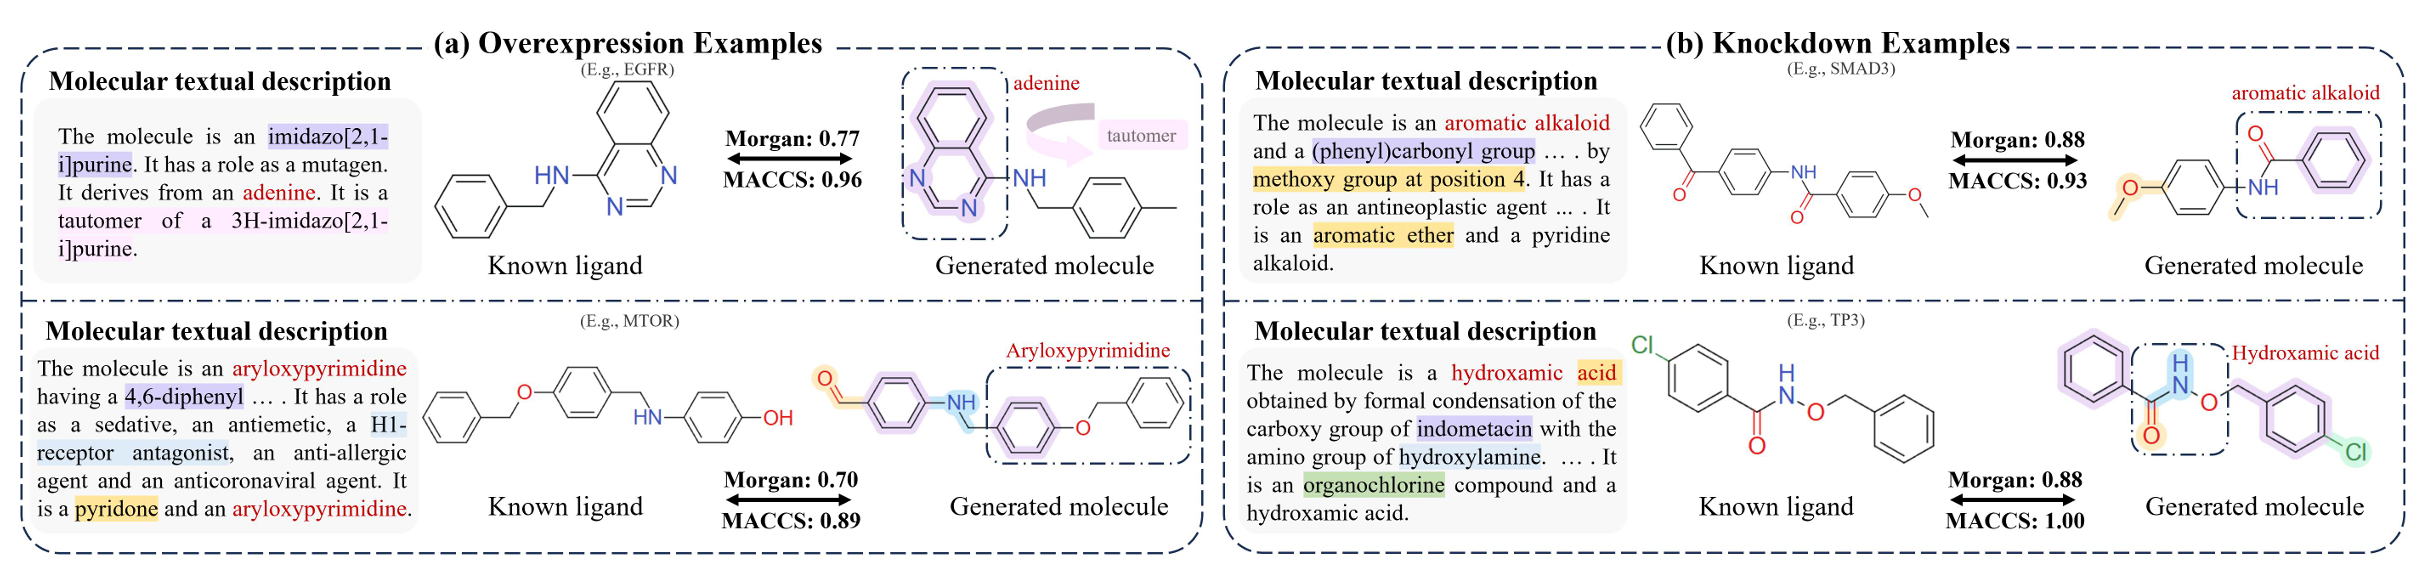 (a) Overexpression Examples
Molecular textual description
(E.g., EGFR)
The molecule is an imidazo[2,1-
i]purine. It has a role as a mutagen.
It derives from an adenine. It is a
tautomer of a 3H-imidazo[2,1-
i]purine.
HN
N
N
Known ligand
Morgan: 0.77
MACCS: 0.96
adenine
tautomer
N
N
NH
Generated molecule
Molecular textual description
(E.g., MTOR)
The molecule is an aryloxypyrimidine
having a 4,6-diphenyl ... . It has a role
as a sedative, an antiemetic, a H1-
receptor antagonist, an anti-allergic
agent and an anticoronaviral agent. It
is a pyridone and an aryloxypyrimidine.
O
HN
OH
Known ligand
Morgan: 0.70
MACCS: 0.89
Aryloxypyrimidine
O
NH
O
Generated molecule
(b) Knockdown Examples
Molecular textual description
(E.g., SMAD3)
The molecule is an aromatic alkaloid
and a (phenyl)carbonyl group ... . by
methoxy group at position 4. It has a
role as an antineoplastic agent ... . It
is an aromatic ether and a pyridine
alkaloid.
O
NH
O
O
Known ligand
Morgan: 0.88
MACCS: 0.93
aromatic alkaloid
O
O
NH
Generated molecule
Molecular textual description
(E.g., TP3)
The molecule is a hydroxamic acid
obtained by formal condensation of the
carboxy group of indometacin with the
amino group of hydroxylamine. ... . It
is an organochlorine compound and a
hydroxamic acid.
Cl
H
N
O
O
Known ligand
Morgan: 0.88
MACCS: 1.00
Hydroxamic acid
H
N
O
O
Cl
Generated molecule